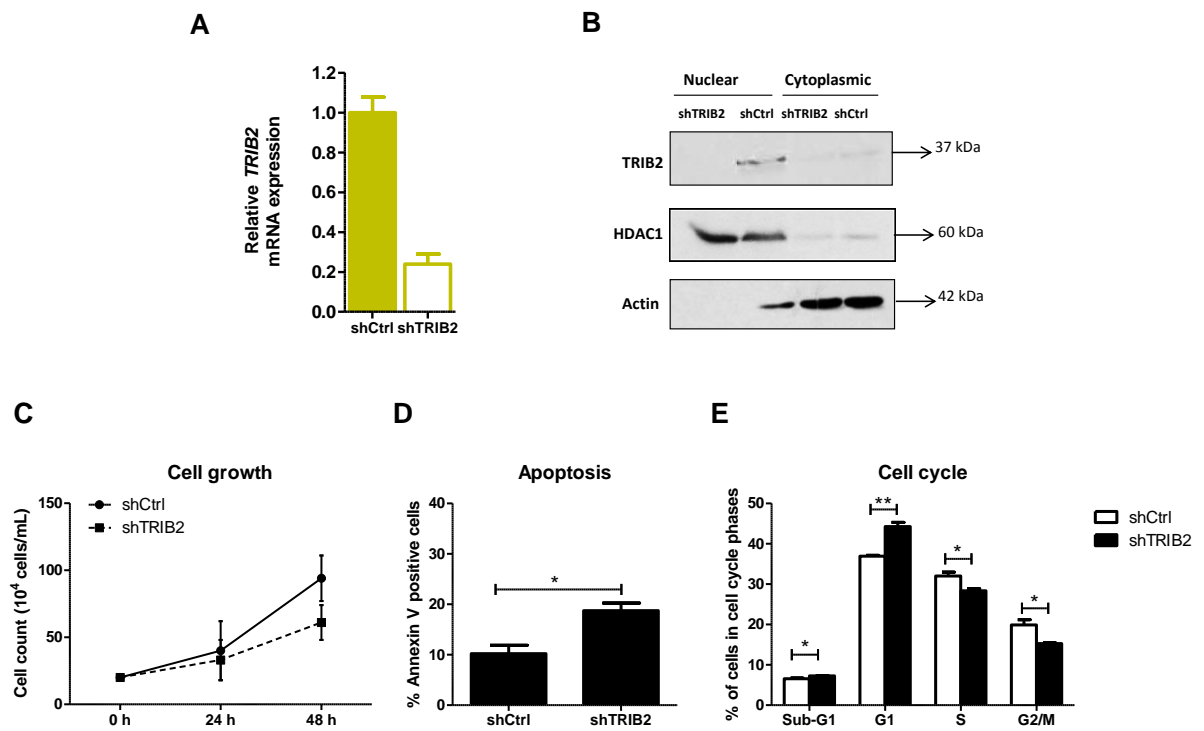 A
Relative TRIB2
mRNA expression
1.2
1.0
0.8
0.6
0.4
0.2
0.0
shCtrl shTRIB2
B
Nuclear Cytoplasmic
shTRIB2 shCtrl shTRIB2 shCtrl
TRIB2 37 kDa
HDAC1 60 kDa
Actin 42 kDa
C
Cell growth
Cell count (10⁴ cells/mL)
150
100
50
0
shCtrl
shTRIB2
0 h 24 h 48 h
D
Apoptosis
% Annexin V positive cells
40
30
20
10
0
*
shCtrl shTRIB2
E
Cell cycle
% of cells in cell cycle phases
50
40
30
20
10
0
*
**
*
*
Sub-G1 G1 S G2/M
shCtrl
shTRIB2